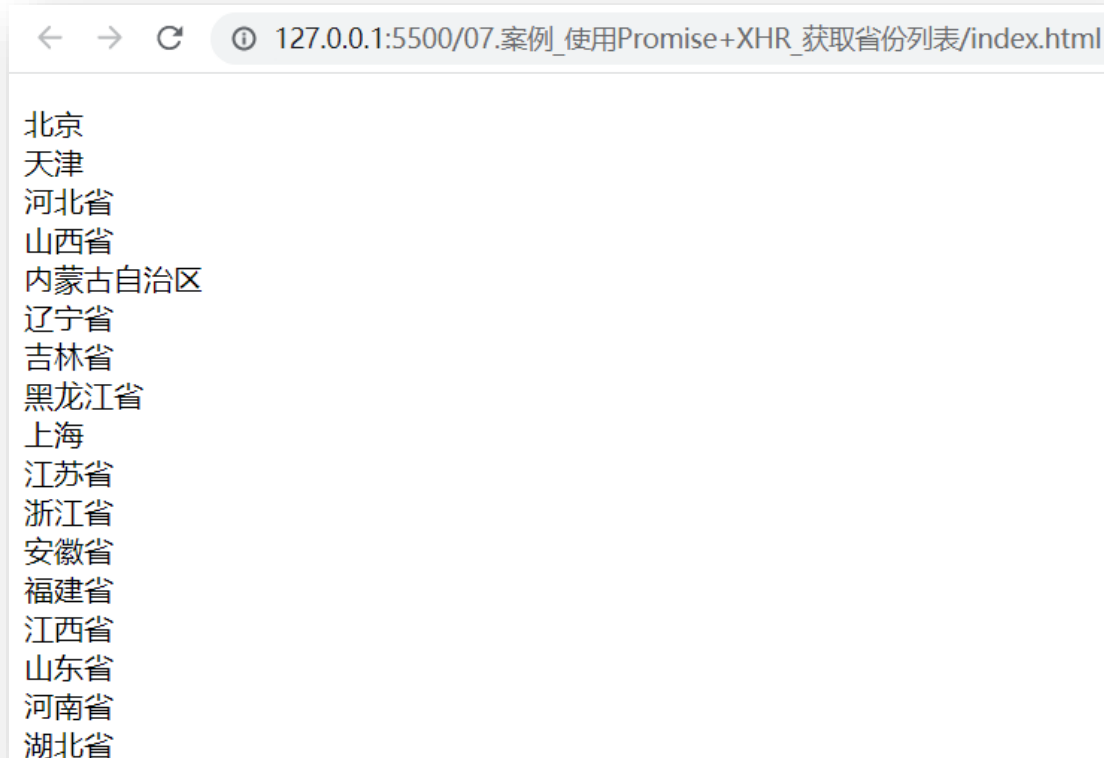 127.0.0.1:5500/07.案例_使用Promise+XHR_获取省份列表/index.html
北京
天津
河北省
山西省
内蒙古自治区
辽宁省
吉林省
黑龙江省
上海
江苏省
浙江省
安徽省
福建省
江西省
山东省
河南省
湖北省